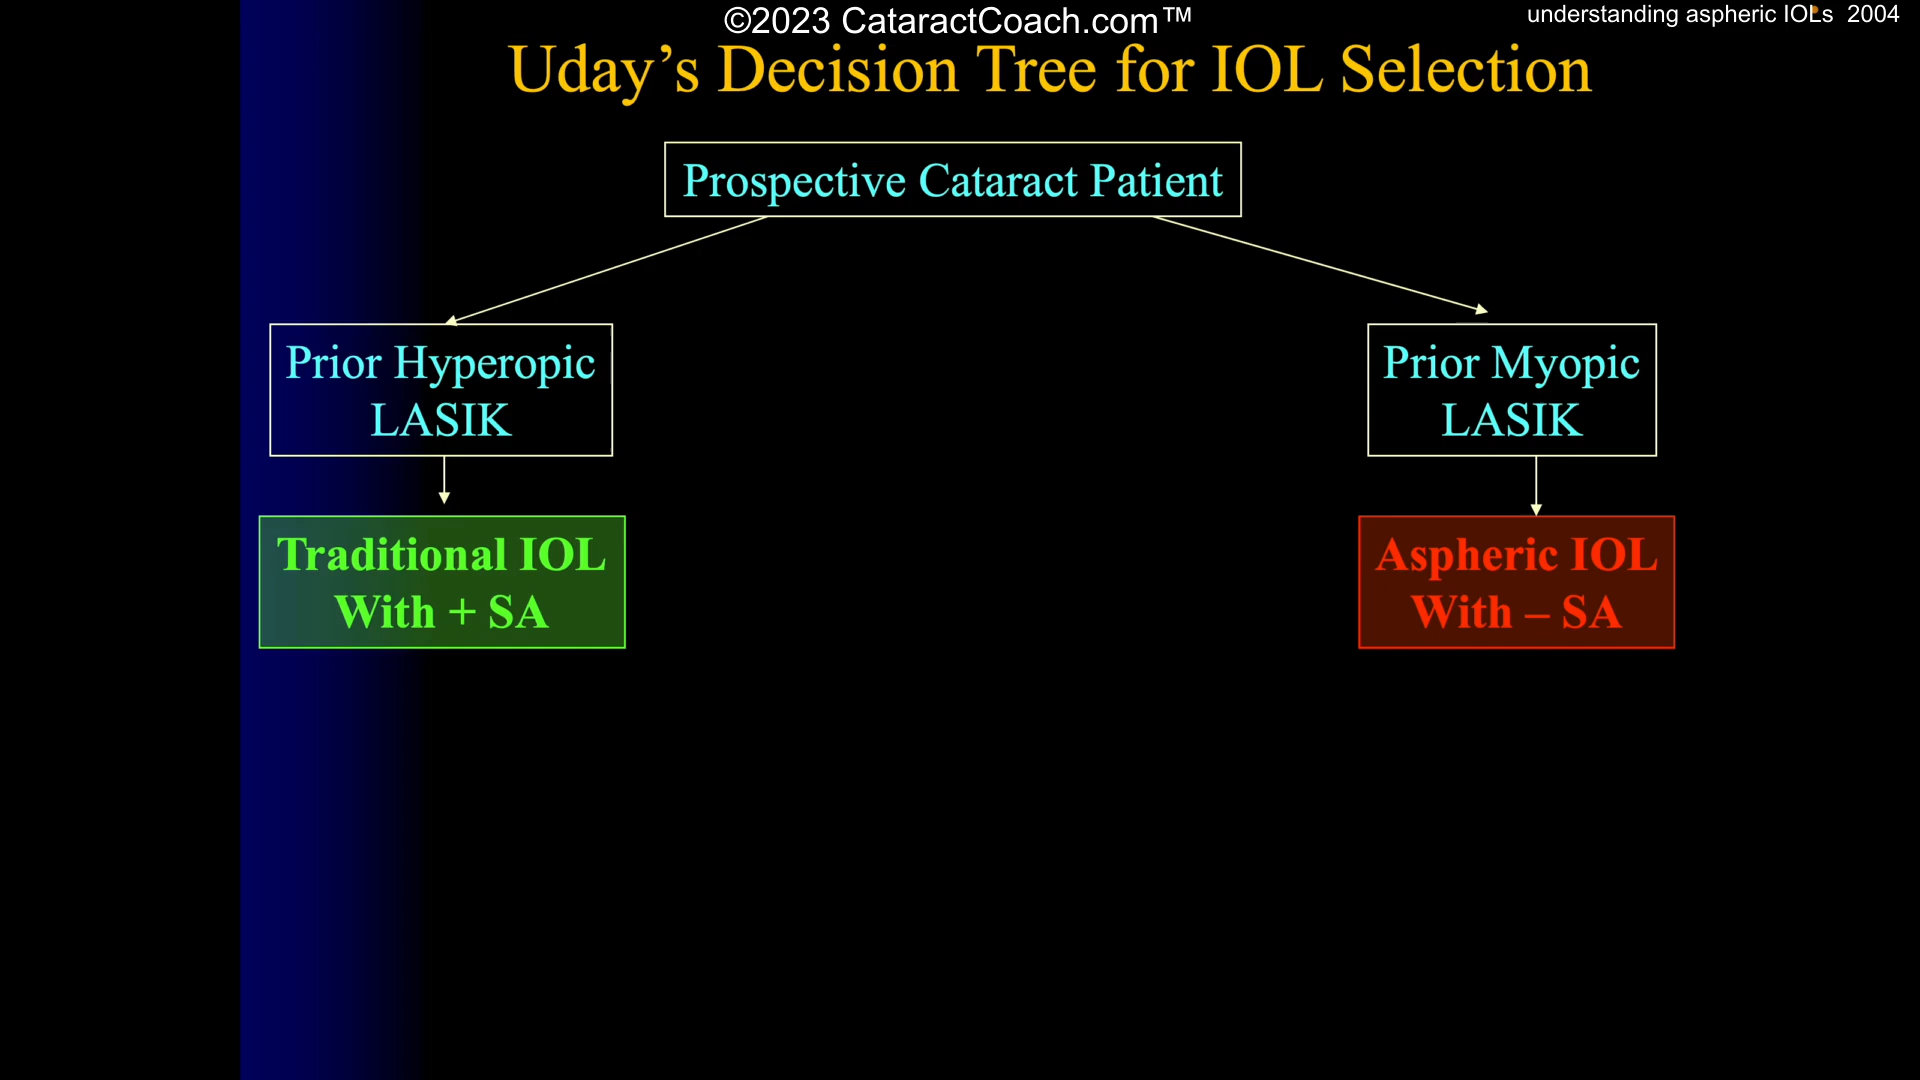 ©2023 CataractCoach.com™
understanding aspheric IOLs 2004
Uday’s Decision Tree for IOL Selection
Prospective Cataract Patient
Prior Hyperopic
LASIK
Prior Myopic
LASIK
Traditional IOL
With + SA
Aspheric IOL
With – SA